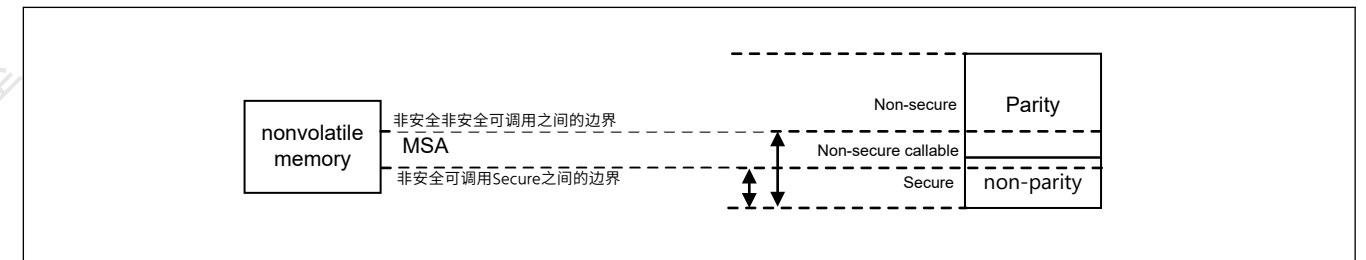 Non-secure
Parity
非安全非安全可调用之间的边界
nonvolatile
memory
MSA
Non-secure callable
非安全可调用Secure之间的边界
Secure
non-parity